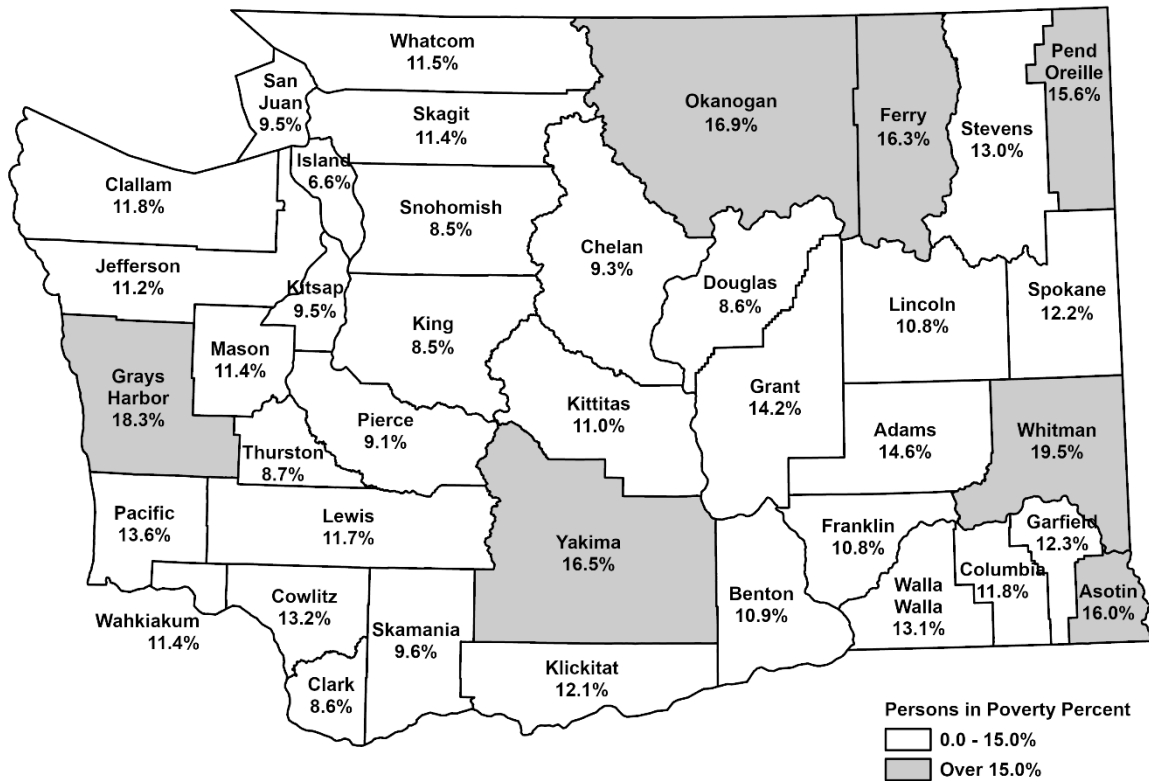 Whatcom
11.5%
San
Juan
9.5%
Skagit
11.4%
Okanogan
16.9%
Ferry
16.3%
Stevens
13.0%
Pend
Oreille
15.6%
Island
6.6%
Clallam
11.8%
Snohomish
8.5%
Chelan
9.3%
Jefferson
11.2%
Kitsap
9.5%
Douglas
8.6%
Lincoln
10.8%
Spokane
12.2%
King
8.5%
Mason
11.4%
Grays
Harbor
18.3%
Grant
14.2%
Kittitas
11.0%
Pierce
9.1%
Adams
14.6%
Whitman
19.5%
Thurston
8.7%
Pacific
13.6%
Lewis
11.7%
Yakima
16.5%
Franklin
10.8%
Garfield
12.3%
Columbia
11.8%
Asotin
16.0%
Benton
10.9%
Walla
Walla
13.1%
Wahkiakum
11.4%
Cowlitz
13.2%
Skamania
9.6%
Klickitat
12.1%
Clark
8.6%
Persons in Poverty Percent
0.0 - 15.0%
Over 15.0%